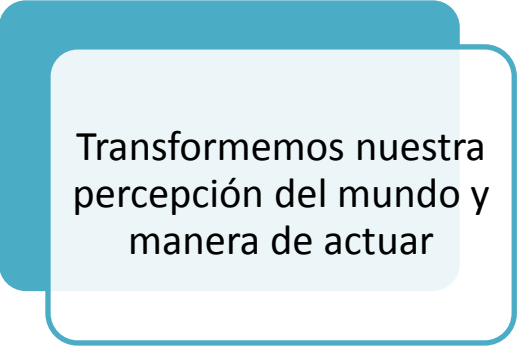 Transformemos nuestra
percepción del mundo y
manera de actuar